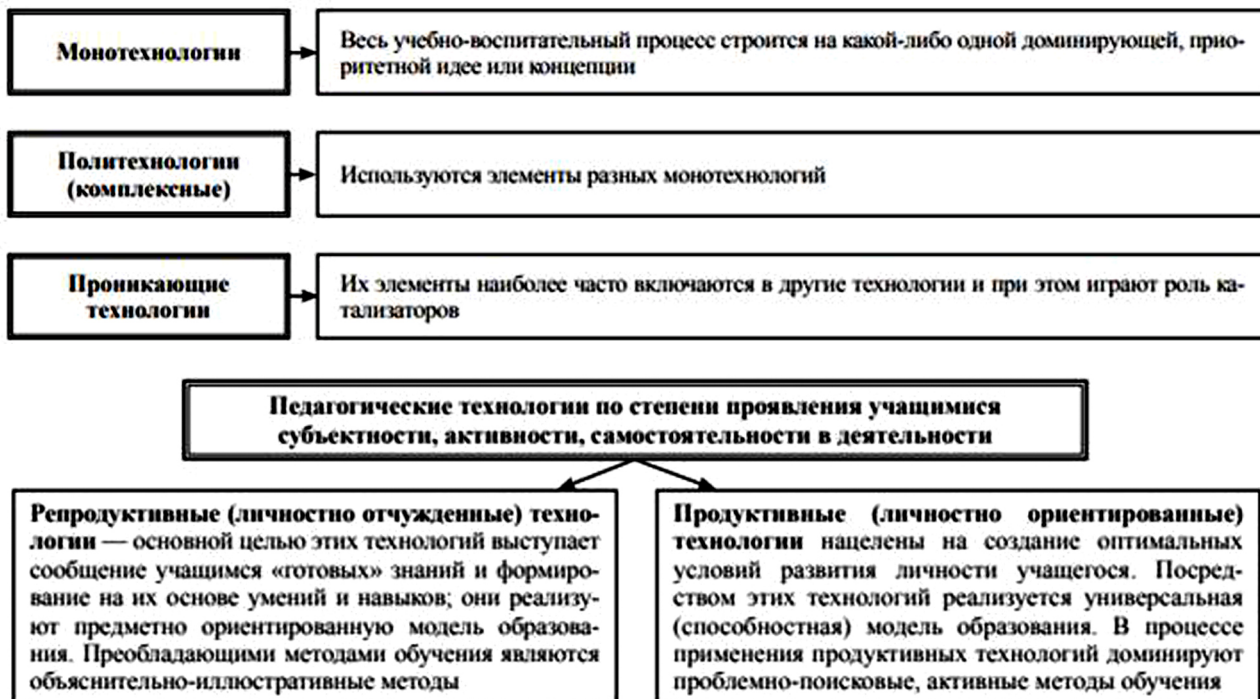 Монотехнологии
Весь учебно-воспитательный процесс строится на какой-либо одной доминирующей, прио-
ритетной идее или концепции
Политехнологии
(комплексные)
Используются элементы разных монотехнологий
Проникающие
технологии
Их элементы наиболее часто включаются в другие технологии и при этом играют роль ка-
тализаторов
Педагогические технологии по степени проявления учащимися
субъектности, активности, самостоятельности в деятельности
Репродуктивные (личностно отчужденные) техно-
логии — основной целью этих технологий выступает
сообщение учащимся «готовых» знаний и формиро-
вание на их основе умений и навыков; они реализу-
ют предметно ориентированную модель образова-
ния. Преобладающими методами обучения являются
объяснительно-иллюстративные методы
Продуктивные (личностно ориентированные)
технологии нацелены на создание оптимальных
условий развития личности учащегося. Посред-
ством этих технологий реализуется универсальная
(способностная) модель образования. В процессе
применения продуктивных технологий доминируют
проблемно-поисковые, активные методы обучения